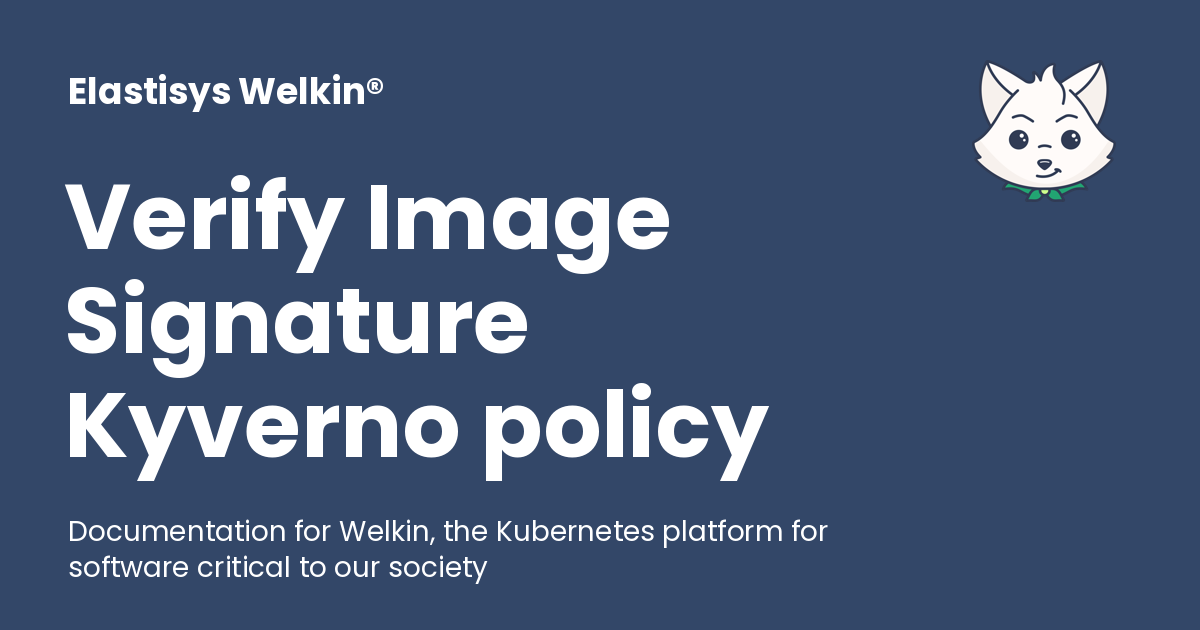 Elastisys Welkin®
Verify Image
Signature
Kyverno policy
Documentation for Welkin, the Kubernetes platform for
software critical to our society